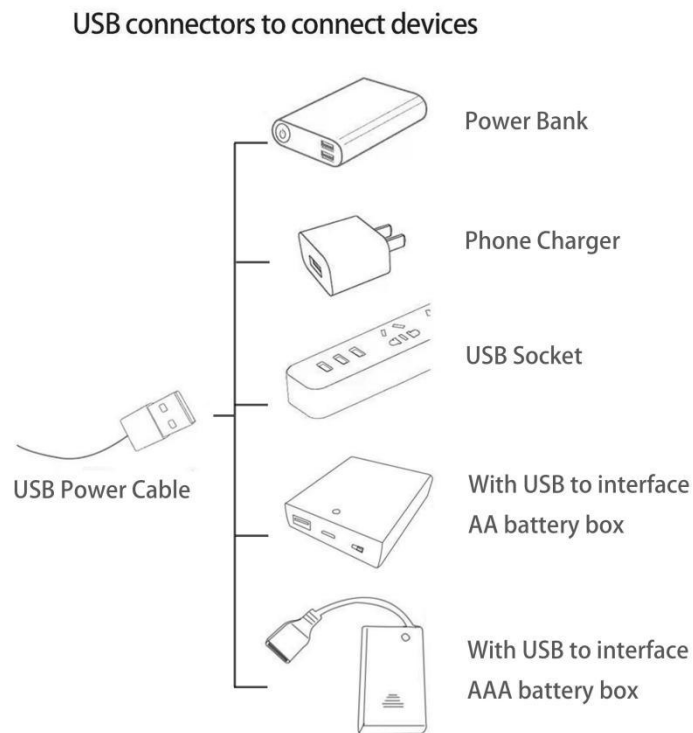 USB connectors to connect devices
Power Bank
Phone Charger
USB Socket
USB Power Cable
With USB to interface
AA battery box
With USB to interface
AAA battery box